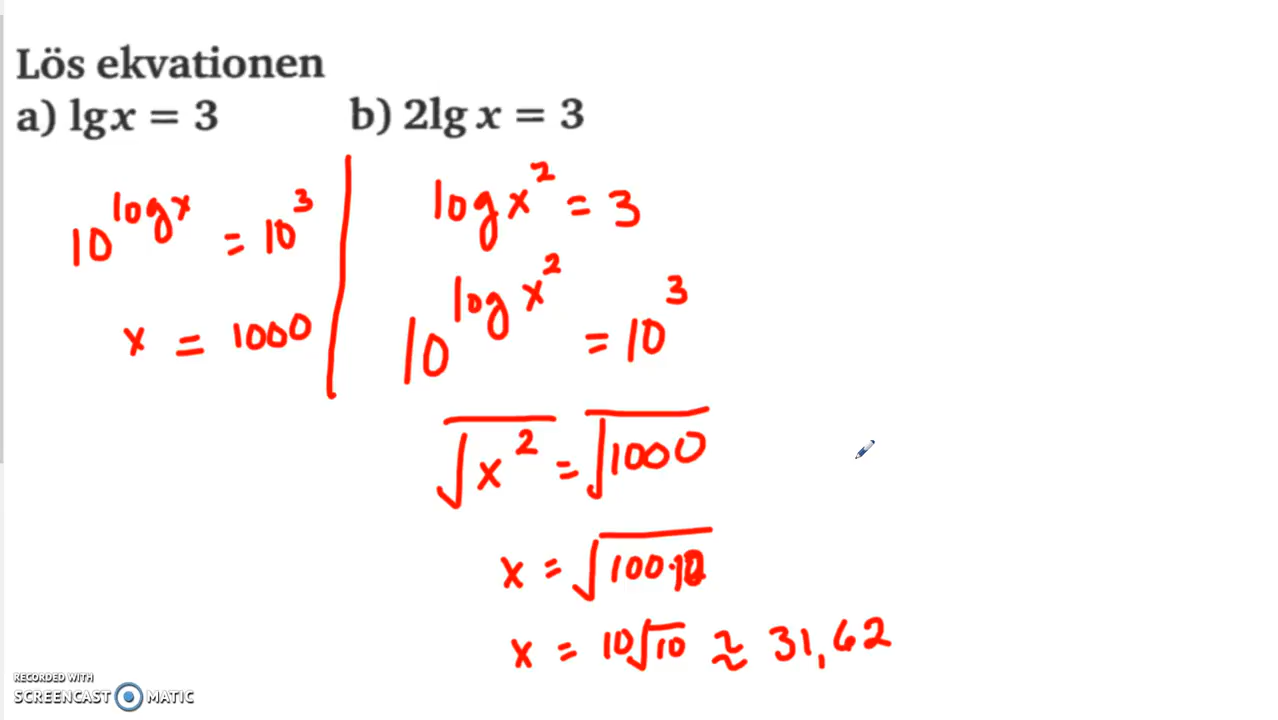 Lös ekvationen
a) lg x = 3 b) 2lg x = 3
10^{log x} = 10^3
x = 1000
log x^2 = 3
10^{log x^2} = 10^3
√x^2 = √1000
x = √100·10
x = 10√10 ≈ 31,62
RECORDED WITH
SCREENCAST MATIC